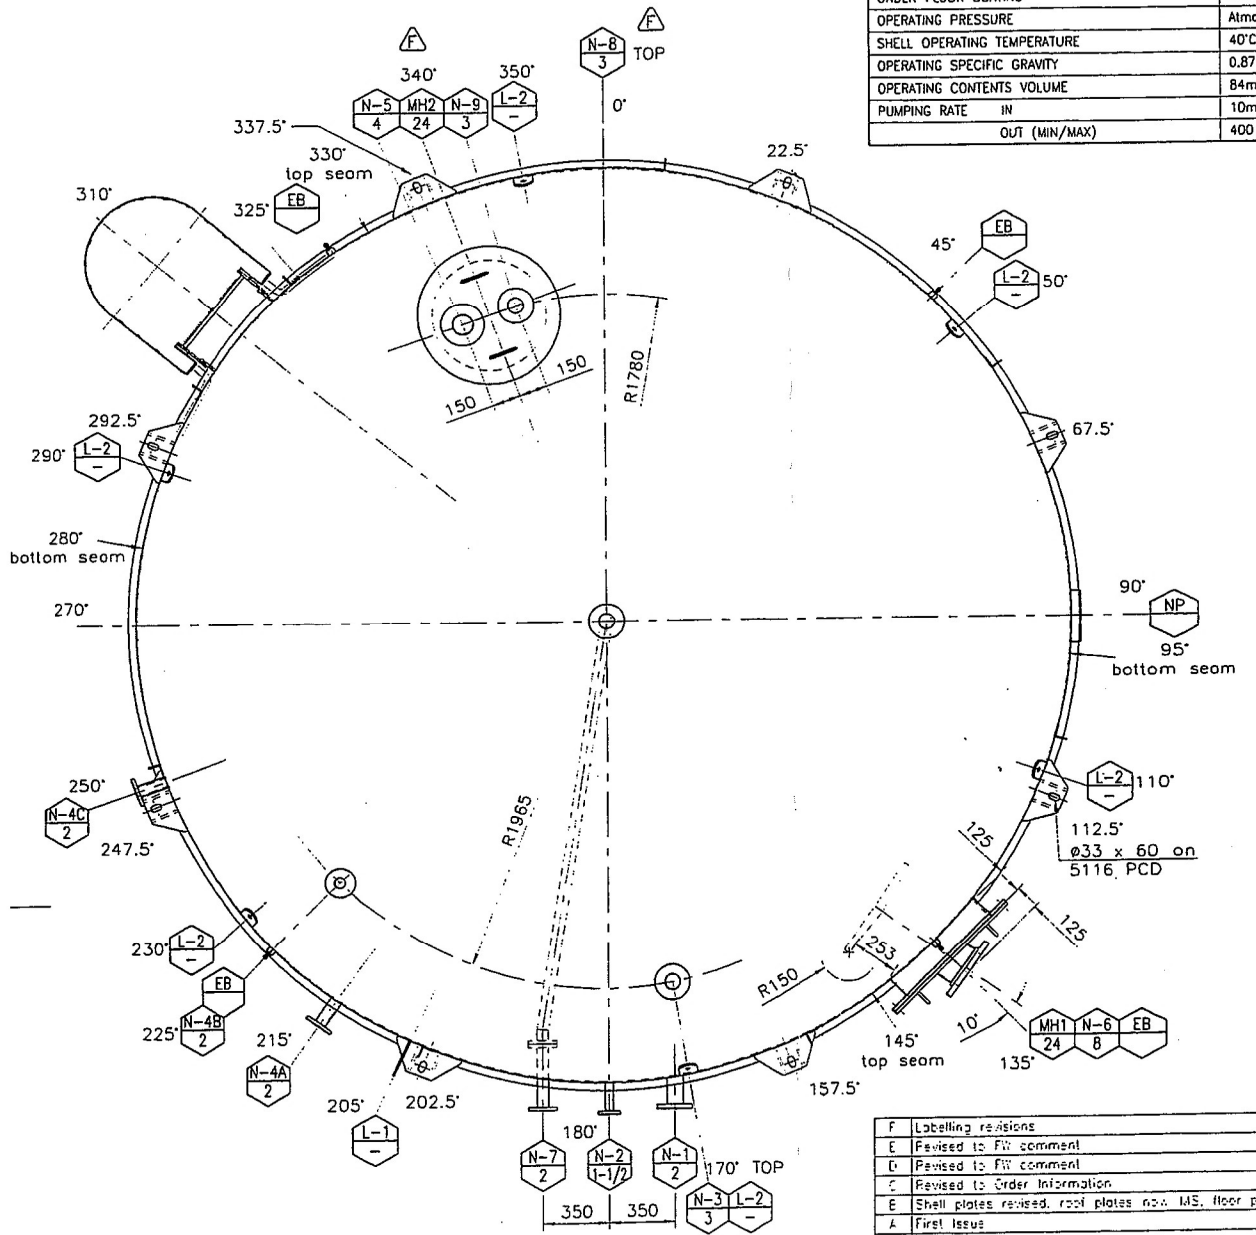 OPERATING PRESSURE
SHELL OPERATING TEMPERATURE 40°C
OPERATING SPECIFIC GRAVITY 0.87
OPERATING CONTENTS VOLUME
PUMPING RATE IN
OUT (MIN/MAX) 400
F
F
N-8
3
TOP
0°
340°
350°
N-5
4
MH2
24
N-9
3
L-2
-
337.5°
330°
top seam
325°
EB
310°
22.5°
45°
EB
L-2
-
50°
67.5°
150
150
R1780
292.5°
290°
L-2
-
280°
bottom seam
270°
90°
NP
95°
bottom seam
250°
N-4C
2
247.5°
L-2
-
110°
112.5°
ø33 x 60 on
5116 PCD
125
125
R1965
253
R150
10°
230°
L-2
-
EB
N-4B
2
225°
215°
N-4A
2
205°
L-1
-
202.5°
180°
N-7
2
N-2
1-1/2
N-1
2
170° TOP
N-3
3
L-2
-
350
350
157.5°
145°
top seam
135°
MH1
24
N-6
8
EB
F Labelling revisions
E Revised to FW comment
D Revised to FW comment
C Revised to Order Information
Shell plates revised, roof plates now MS, floor
A First Issue